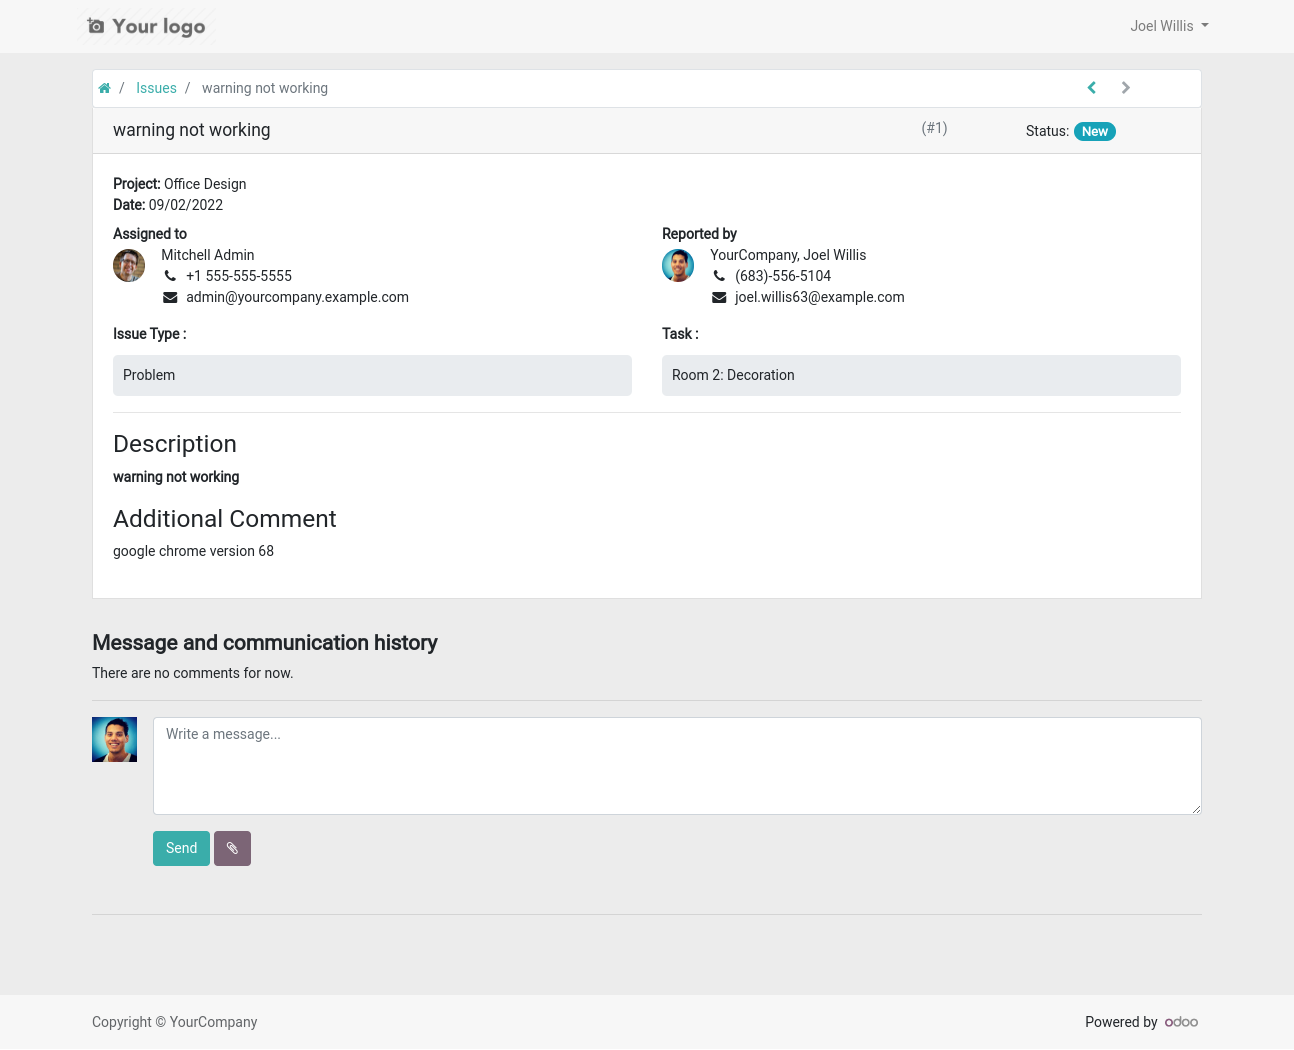 Your logo
Joel Willis
/ Issues / warning not working
warning not working (#1) Status: New
Project: Office Design
Date: 09/02/2022
Assigned to
Mitchell Admin
+1 555-555-5555
admin@yourcompany.example.com
Reported by
YourCompany, Joel Willis
(683)-556-5104
joel.willis63@example.com
Issue Type :
Problem
Task :
Room 2: Decoration
Description
warning not working
Additional Comment
google chrome version 68
Message and communication history
There are no comments for now.
Write a message...
Send
Copyright © YourCompany
Powered by odoo